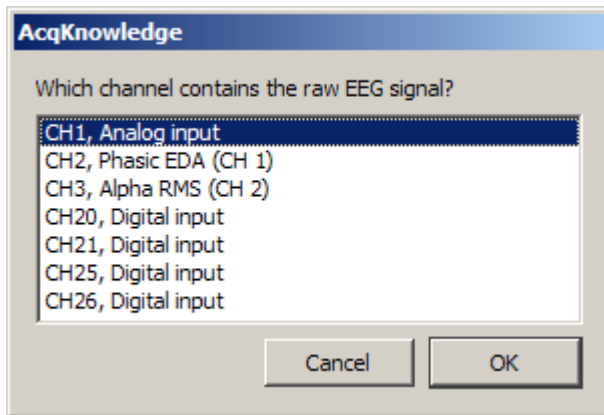 AcqKnowledge
Which channel contains the raw EEG signal?
CH1, Analog input
CH2, Phasic EDA (CH 1)
CH3, Alpha RMS (CH 2)
CH20, Digital input
CH21, Digital input
CH25, Digital input
CH26, Digital input
Cancel OK